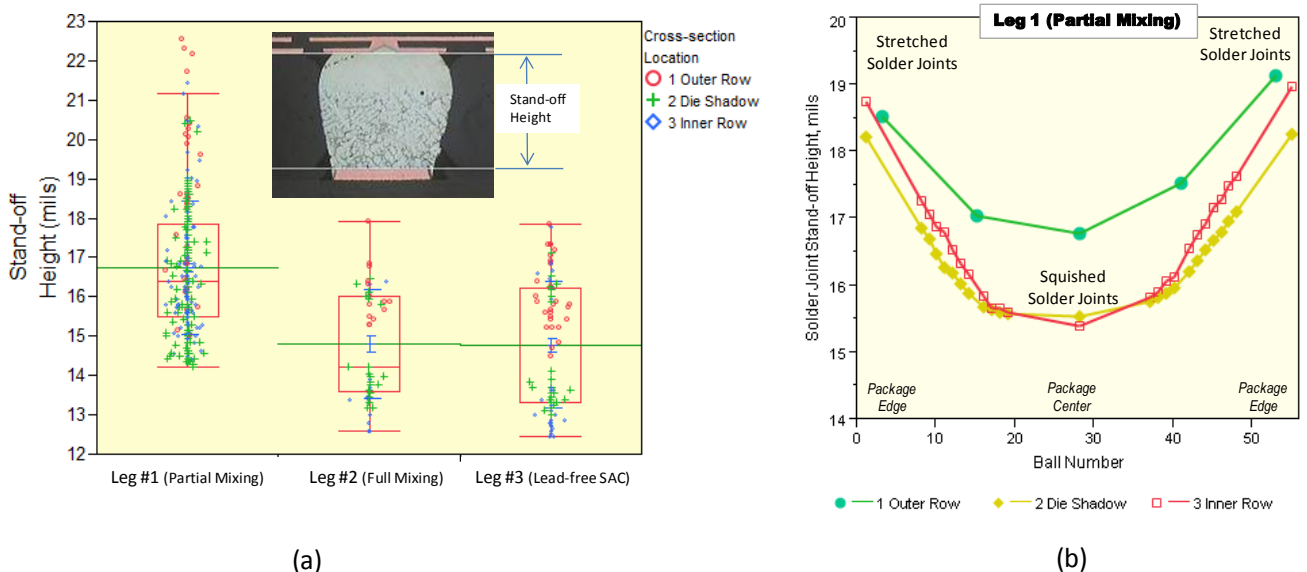 23
22
21
20
19
18
17
16
15
14
13
12
Stand-off
Height (mils)
Stand-off
Height
Cross-section
Location
1 Outer Row
2 Die Shadow
3 Inner Row
Leg #1 (Partial Mixing)
Leg #2 (Full Mixing)
Leg #3 (Lead-free SAC)
(a)
Leg 1 (Partial Mixing)
20
19
18
17
16
15
14
Solder Joint Stand-off Height, mils
Stretched
Solder Joints
Stretched
Solder Joints
Squished
Solder Joints
Package
Edge
Package
Center
Package
Edge
0
10
20
30
40
50
Ball Number
1 Outer Row
2 Die Shadow
3 Inner Row
(b)